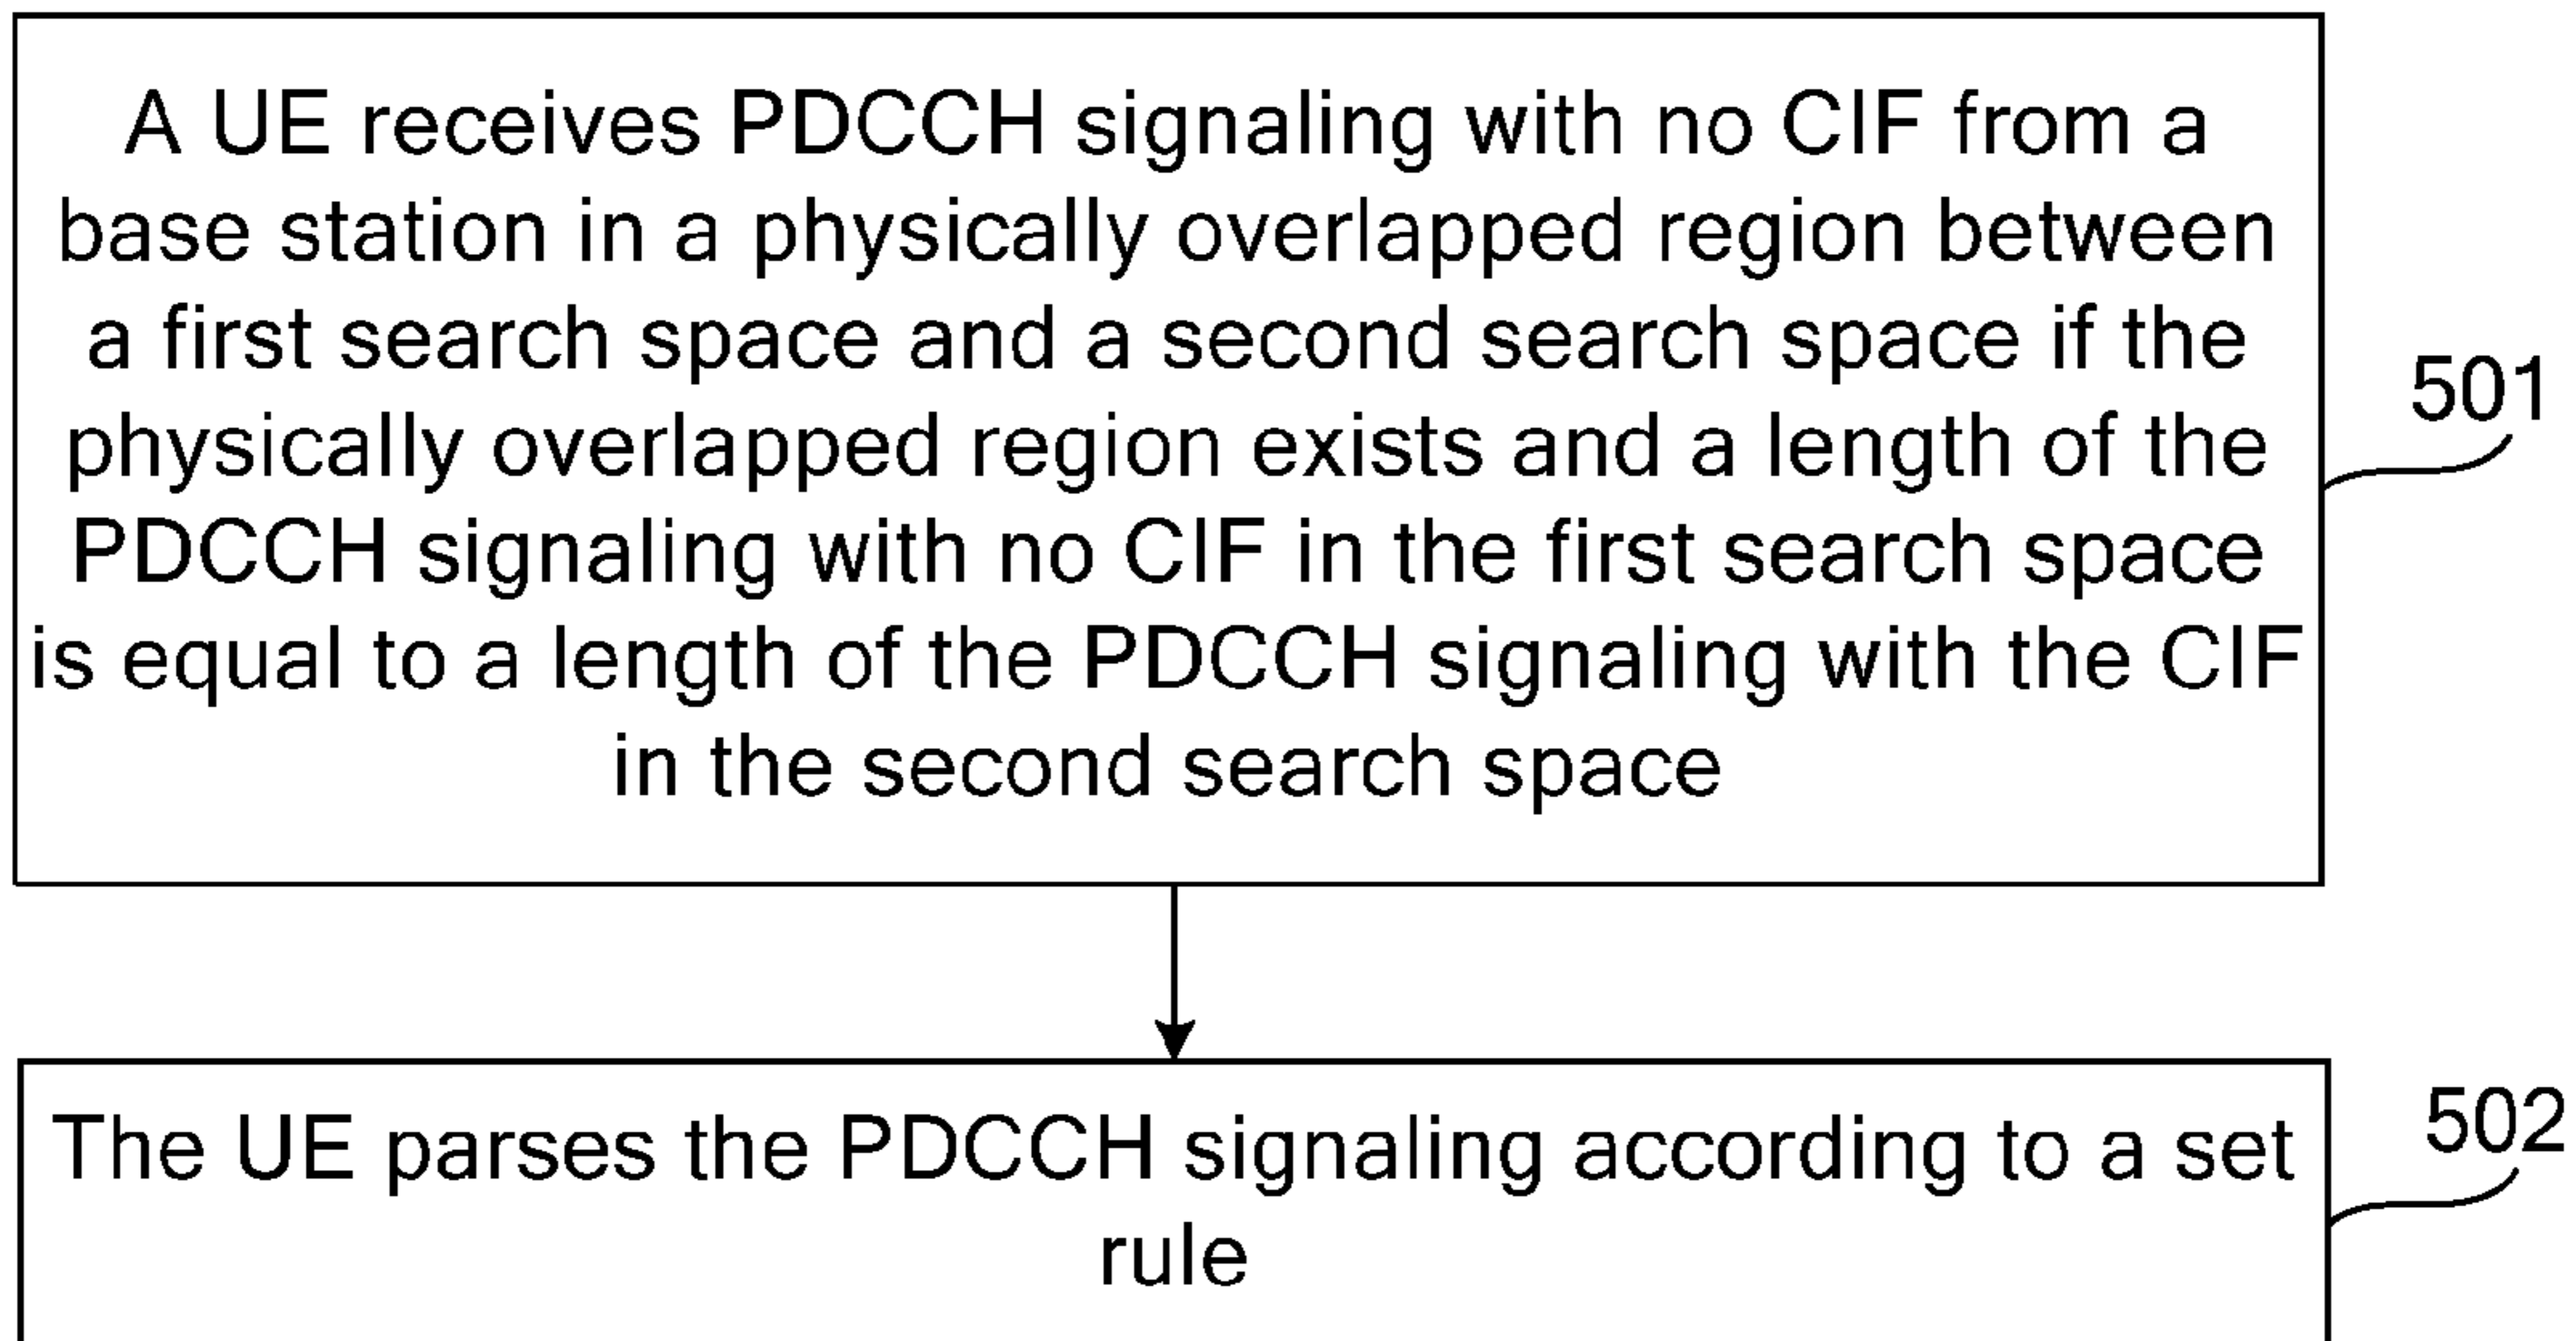 A UE receives PDCCH signaling with no CIF from a
base station in a physically overlapped region between
a first search space and a second search space if the
physically overlapped region exists and a length of the
PDCCH signaling with no CIF in the first search space
is equal to a length of the PDCCH signaling with the CIF
in the second search space
501
The UE parses the PDCCH signaling according to a set
rule
502